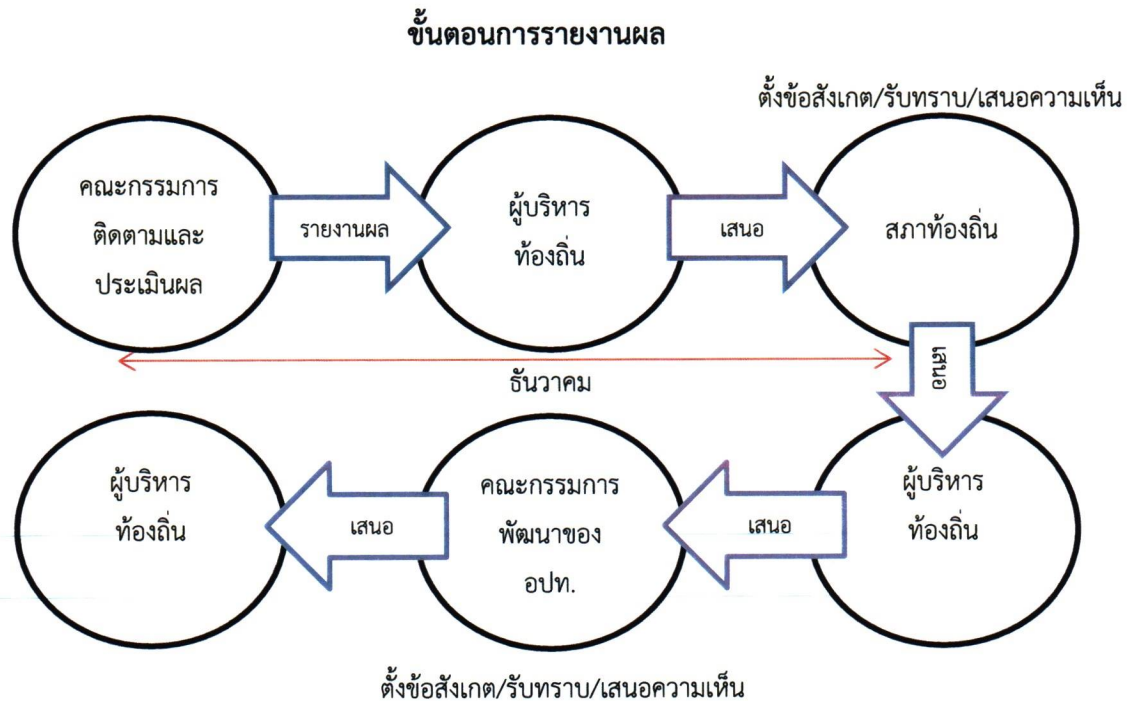 ขั้นตอนการรายงานผล
ตั้งข้อสังเกต/รับทราบ/เสนอความเห็น
คณะกรรมการ
ติดตามและ
ประเมินผล
รายงานผล
ผู้บริหาร
ท้องถิ่น
เสนอ
สภาท้องถิ่น
ธันวาคม
เสนอ
ผู้บริหาร
ท้องถิ่น
เสนอ
คณะกรรมการ
พัฒนาของ
อปท.
เสนอ
ผู้บริหาร
ท้องถิ่น
ตั้งข้อสังเกต/รับทราบ/เสนอความเห็น